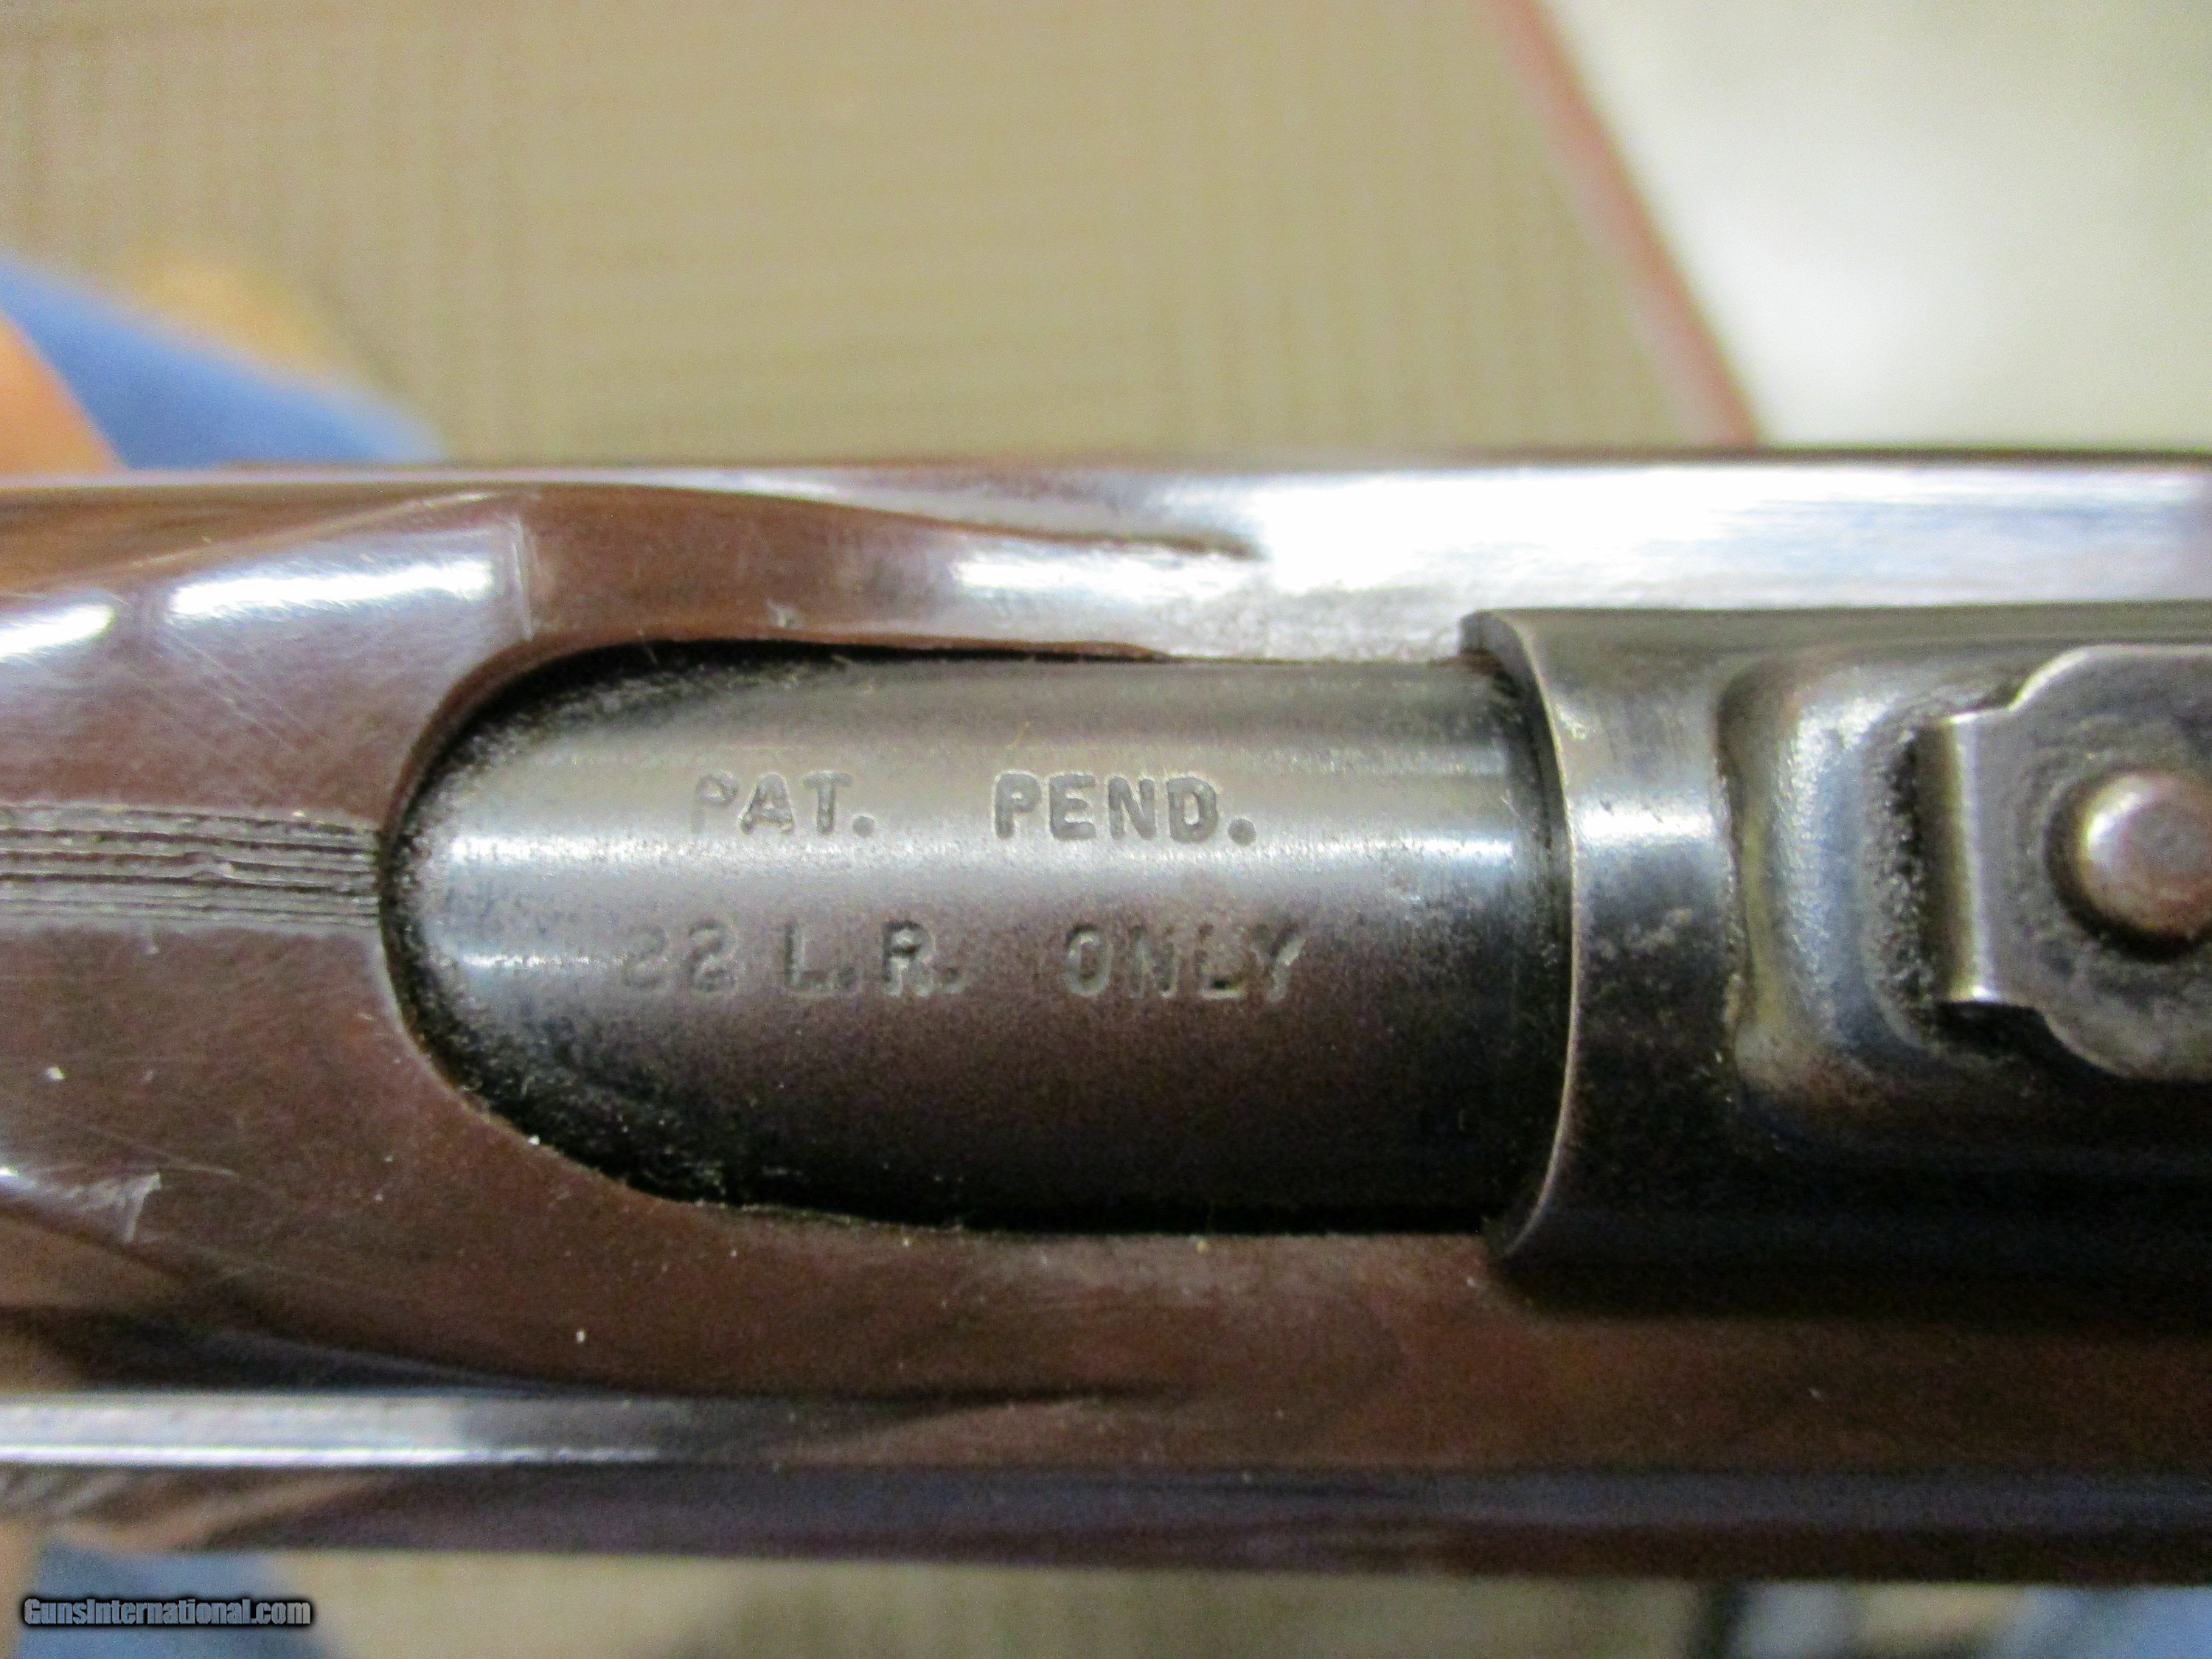 PAT. PEND.
22 L.R. ONLY
GunsInternational.com